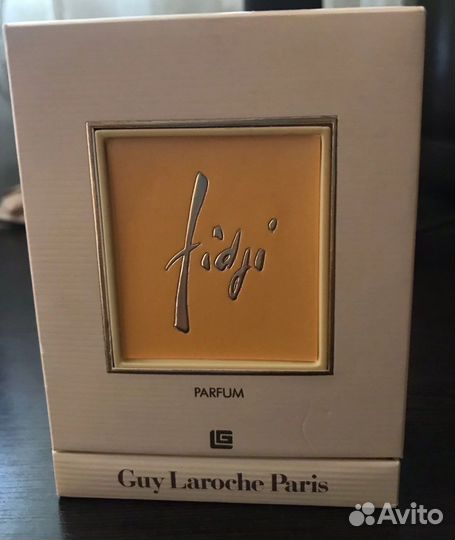 fidji
PARFUM
LG
Guy Laroche Paris
Avito